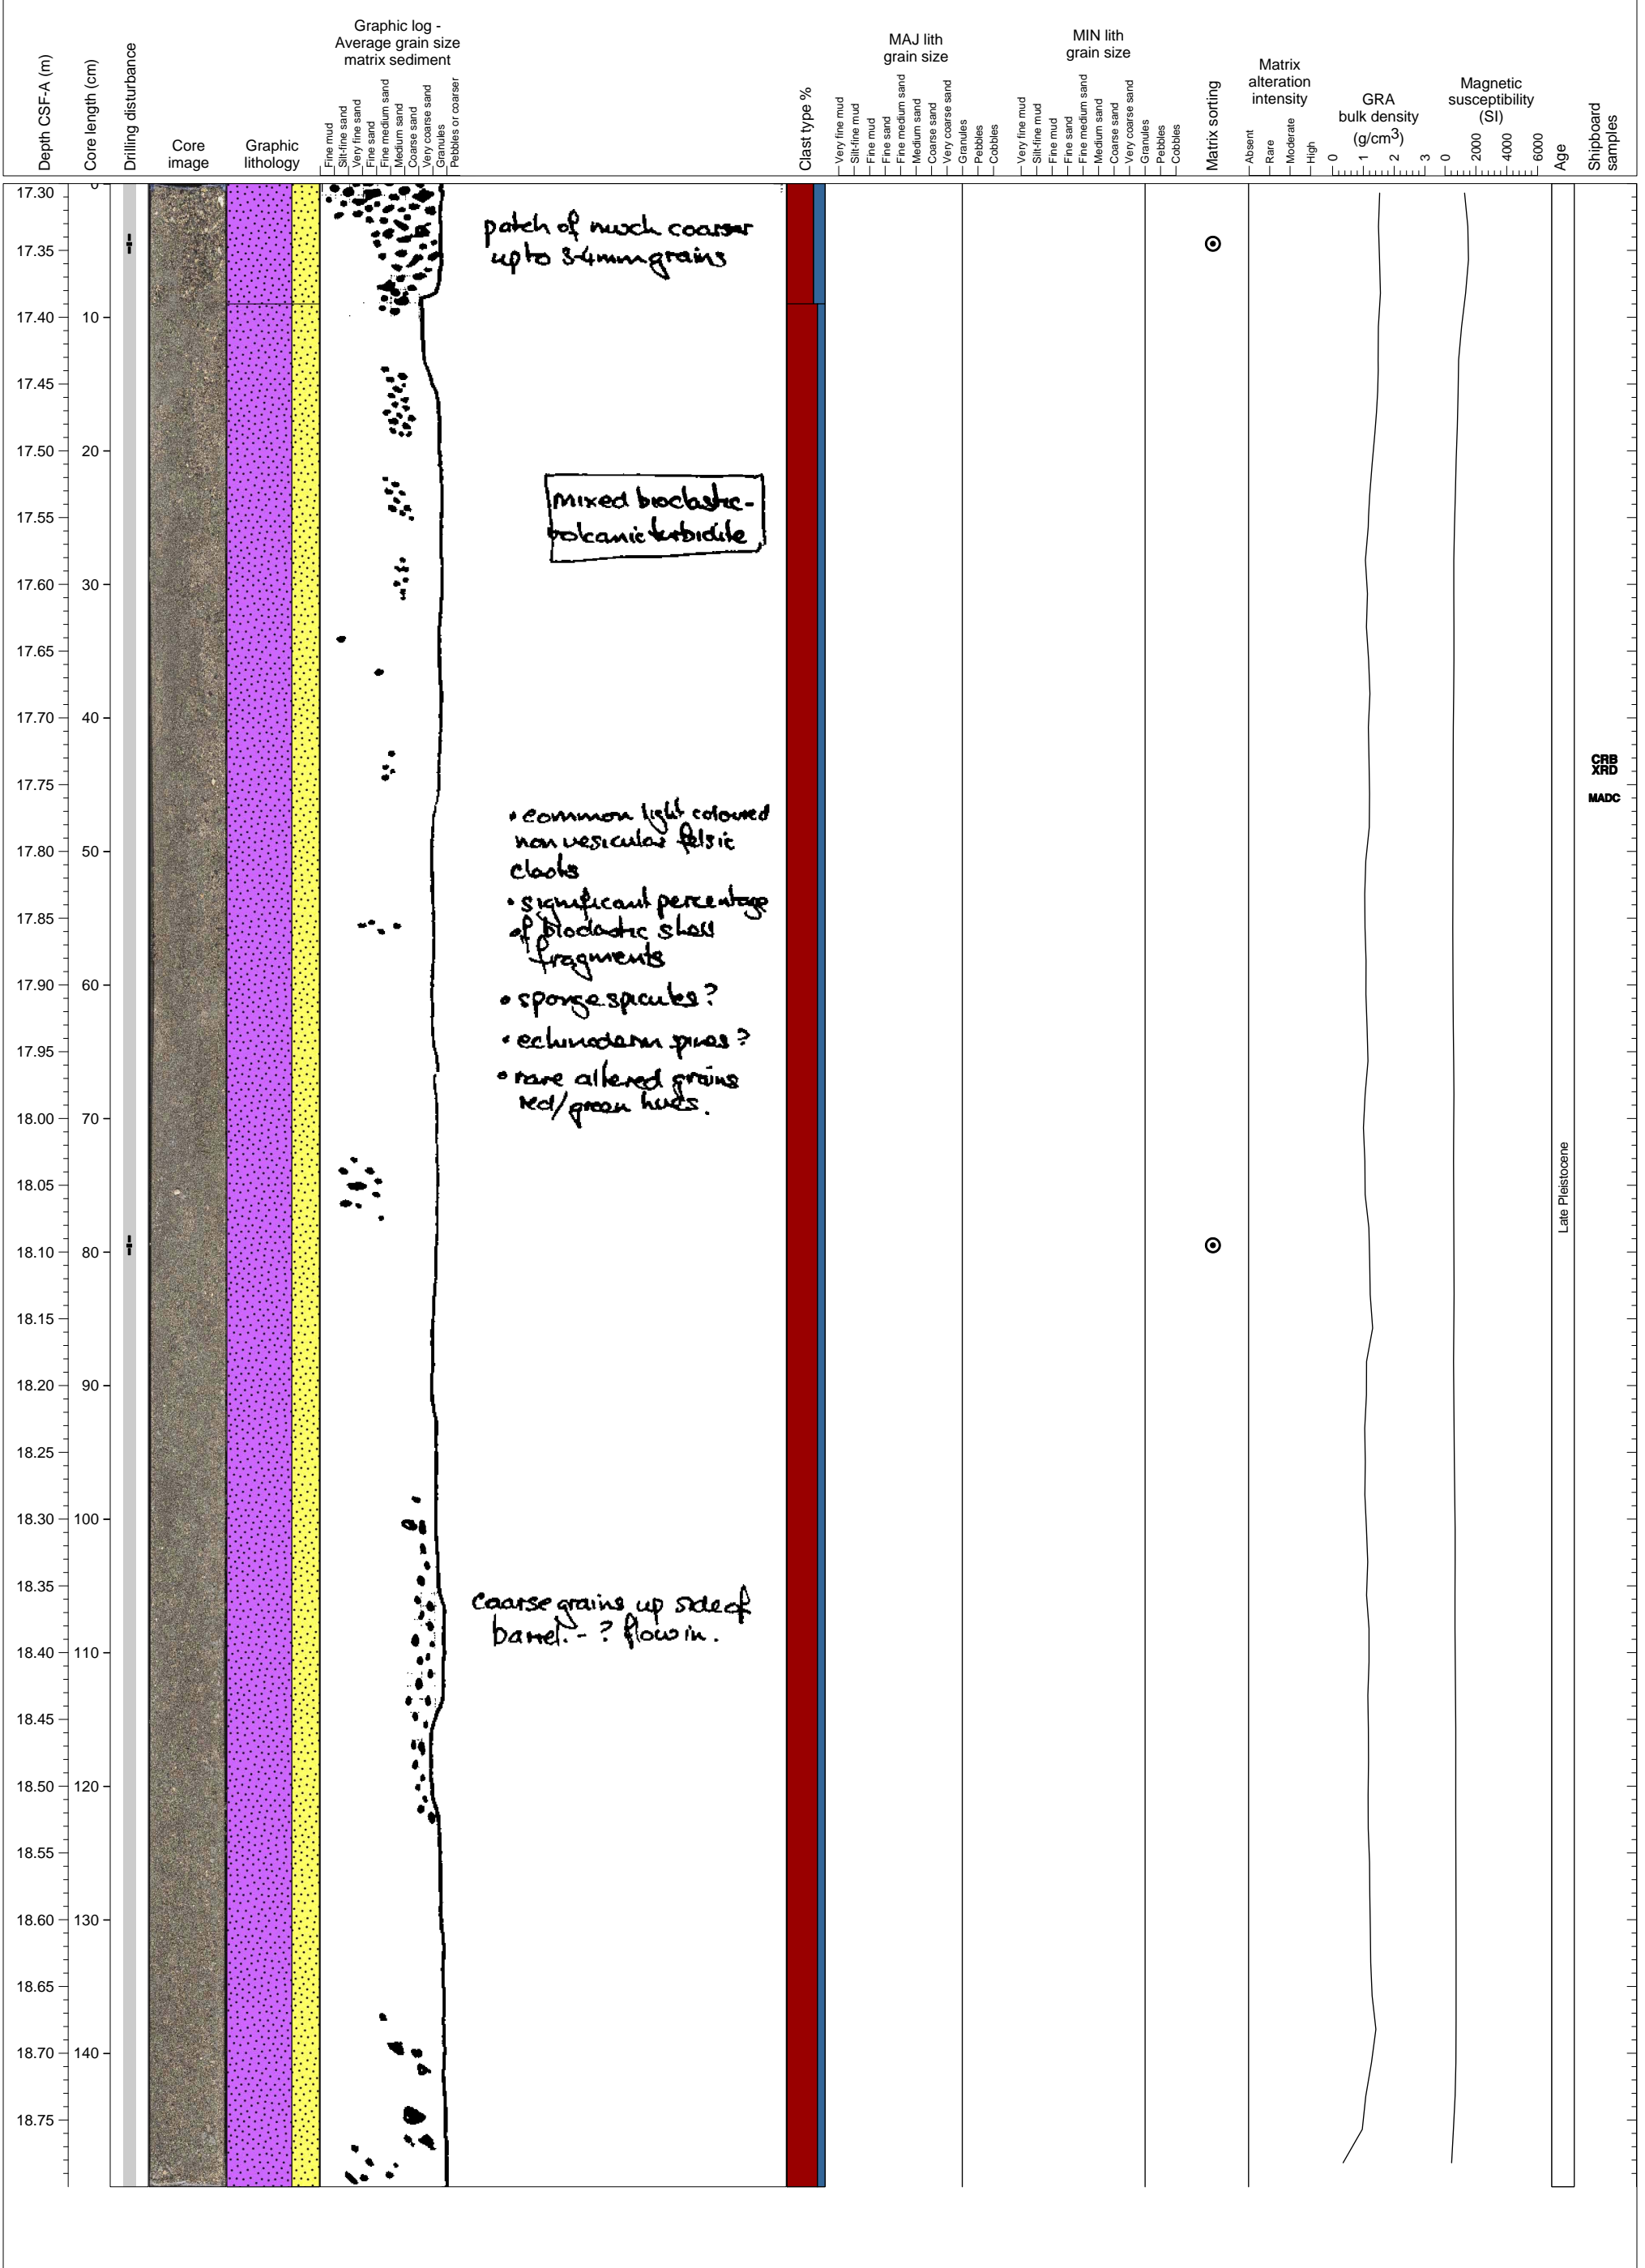 Depth CSF-A (m)
Core length (cm)
Drilling disturbance
Core
image
Graphic
lithology
Graphic log -
Average grain size
matrix sediment
Fine mud
Silt-fine sand
Very fine sand
Fine sand
Fine medium sand
Medium sand
Coarse sand
Very coarse sand
Granules
Pebbles or coarser
Clast type %
MAJ lith
grain size
Very fine mud
Silt-fine mud
Fine mud
Fine sand
Fine medium sand
Medium sand
Coarse sand
Very coarse sand
Granules
Pebbles
Cobbles
MIN lith
grain size
Very fine mud
Silt-fine mud
Fine mud
Fine sand
Fine medium sand
Medium sand
Coarse sand
Very coarse sand
Granules
Pebbles
Cobbles
Matrix sorting
Matrix
alteration
intensity
Absent
Rare
Moderate
High
GRA
bulk density
(g/cm3)
0 1 2 3
Magnetic
susceptibility
(SI)
0 2000 4000 6000
Age
Shipboard
samples
17.30 0
17.35
17.40 10
17.45
17.50 20
17.55
17.60 30
17.65
17.70 40
17.75
17.80 50
17.85
17.90 60
17.95
18.00 70
18.05
18.10 80
18.15
18.20 90
18.25
18.30 100
18.35
18.40 110
18.45
18.50 120
18.55
18.60 130
18.65
18.70 140
18.75
patch of much coarser
up to 3-4mm grains
mixed bioclastic-
volcanic turbidite
• common light coloured
non vesicular felsic
clasts
• significant percentage
of bioclastic shell
fragments
• sponge spicules?
• echinoderm spines?
• rare altered grains
red/green hues.
coarse grains up side of
barrel. - ? flow in.
Late Pleistocene
CRB
XRD
MADC